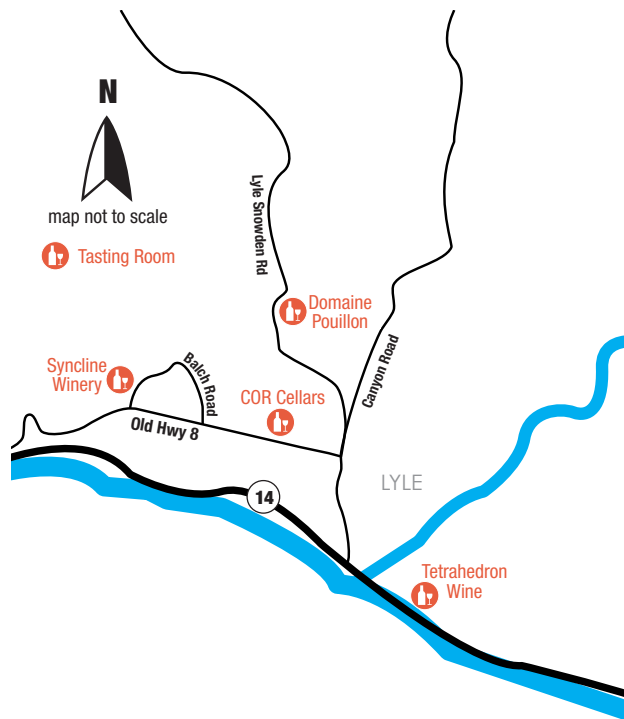 N
map not to scale
Tasting Room
Lyle Snowden Rd
Domaine
Pouillon
Canyon Road
Syncline
Winery
Balch Road
COR Cellars
Old Hwy 8
14
LYLE
Tetrahedron
Wine